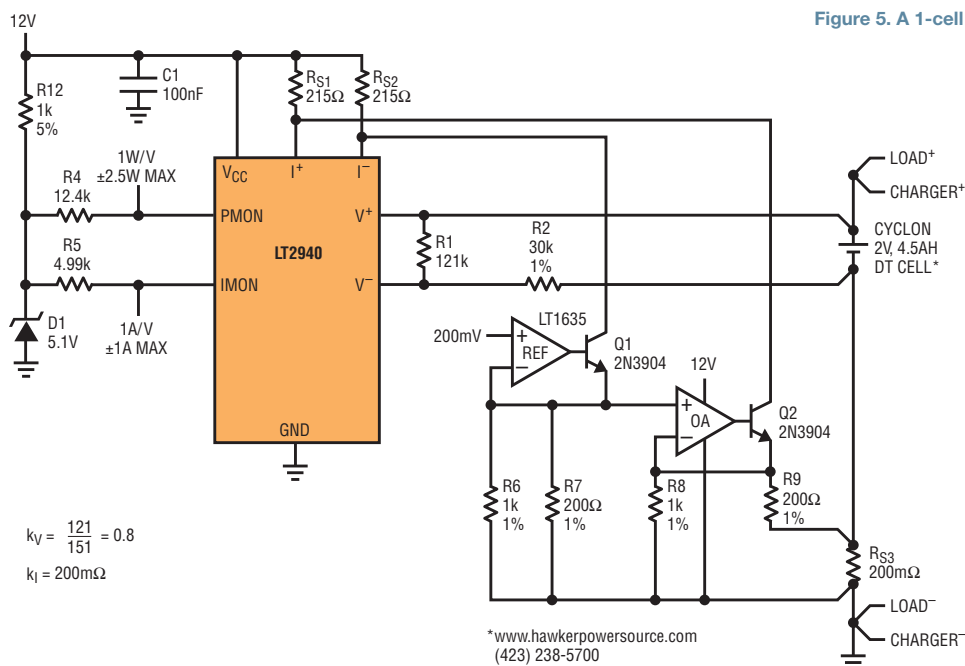 Figure 5. A 1-cell
12V
R12
1k
5%
C1
100nF
RS1
215Ω
RS2
215Ω
R4
12.4k
1W/V
±2.5W MAX
R5
4.99k
1A/V
±1A MAX
D1
5.1V
VCC
I+
I−
PMON
IMON
LT2940
V+
V−
GND
R1
121k
R2
30k
1%
LOAD+
CHARGER+
CYCLON
2V, 4.5AH
DT CELL*
200mV
LT1635
+
REF
−
Q1
2N3904
12V
+
OA
−
Q2
2N3904
R6
1k
1%
R7
200Ω
1%
R8
1k
1%
R9
200Ω
1%
RS3
200mΩ
LOAD−
CHARGER−
kV = 121/151 = 0.8
kI = 200mΩ
*www.hawkerpowersource.com
(423) 238-5700